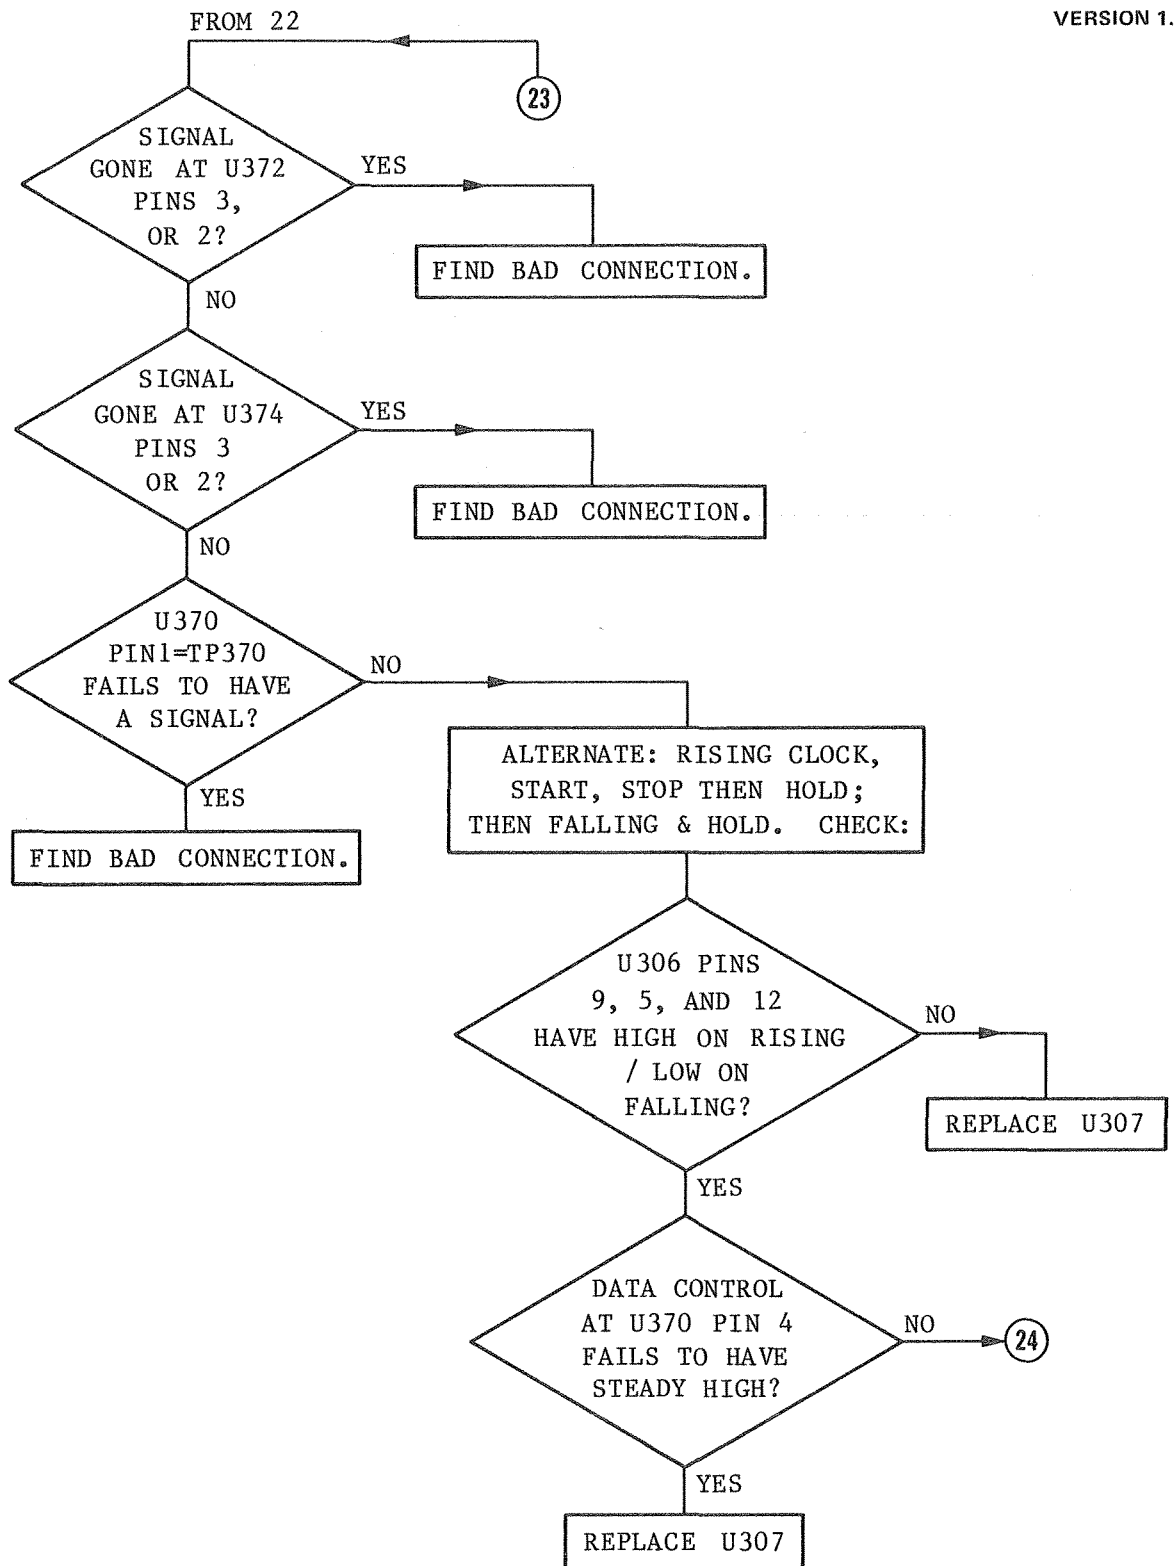 FROM 22
VERSION 1.
23
SIGNAL
GONE AT U372
PINS 3,
OR 2?
YES
FIND BAD CONNECTION.
NO
SIGNAL
GONE AT U374
PINS 3
OR 2?
YES
FIND BAD CONNECTION.
NO
U370
PIN1=TP370
FAILS TO HAVE
A SIGNAL?
NO
YES
FIND BAD CONNECTION.
ALTERNATE: RISING CLOCK,
START, STOP THEN HOLD;
THEN FALLING & HOLD. CHECK:
U306 PINS
9, 5, AND 12
HAVE HIGH ON RISING
/ LOW ON
FALLING?
NO
REPLACE U307
YES
DATA CONTROL
AT U370 PIN 4
FAILS TO HAVE
STEADY HIGH?
NO
24
YES
REPLACE U307